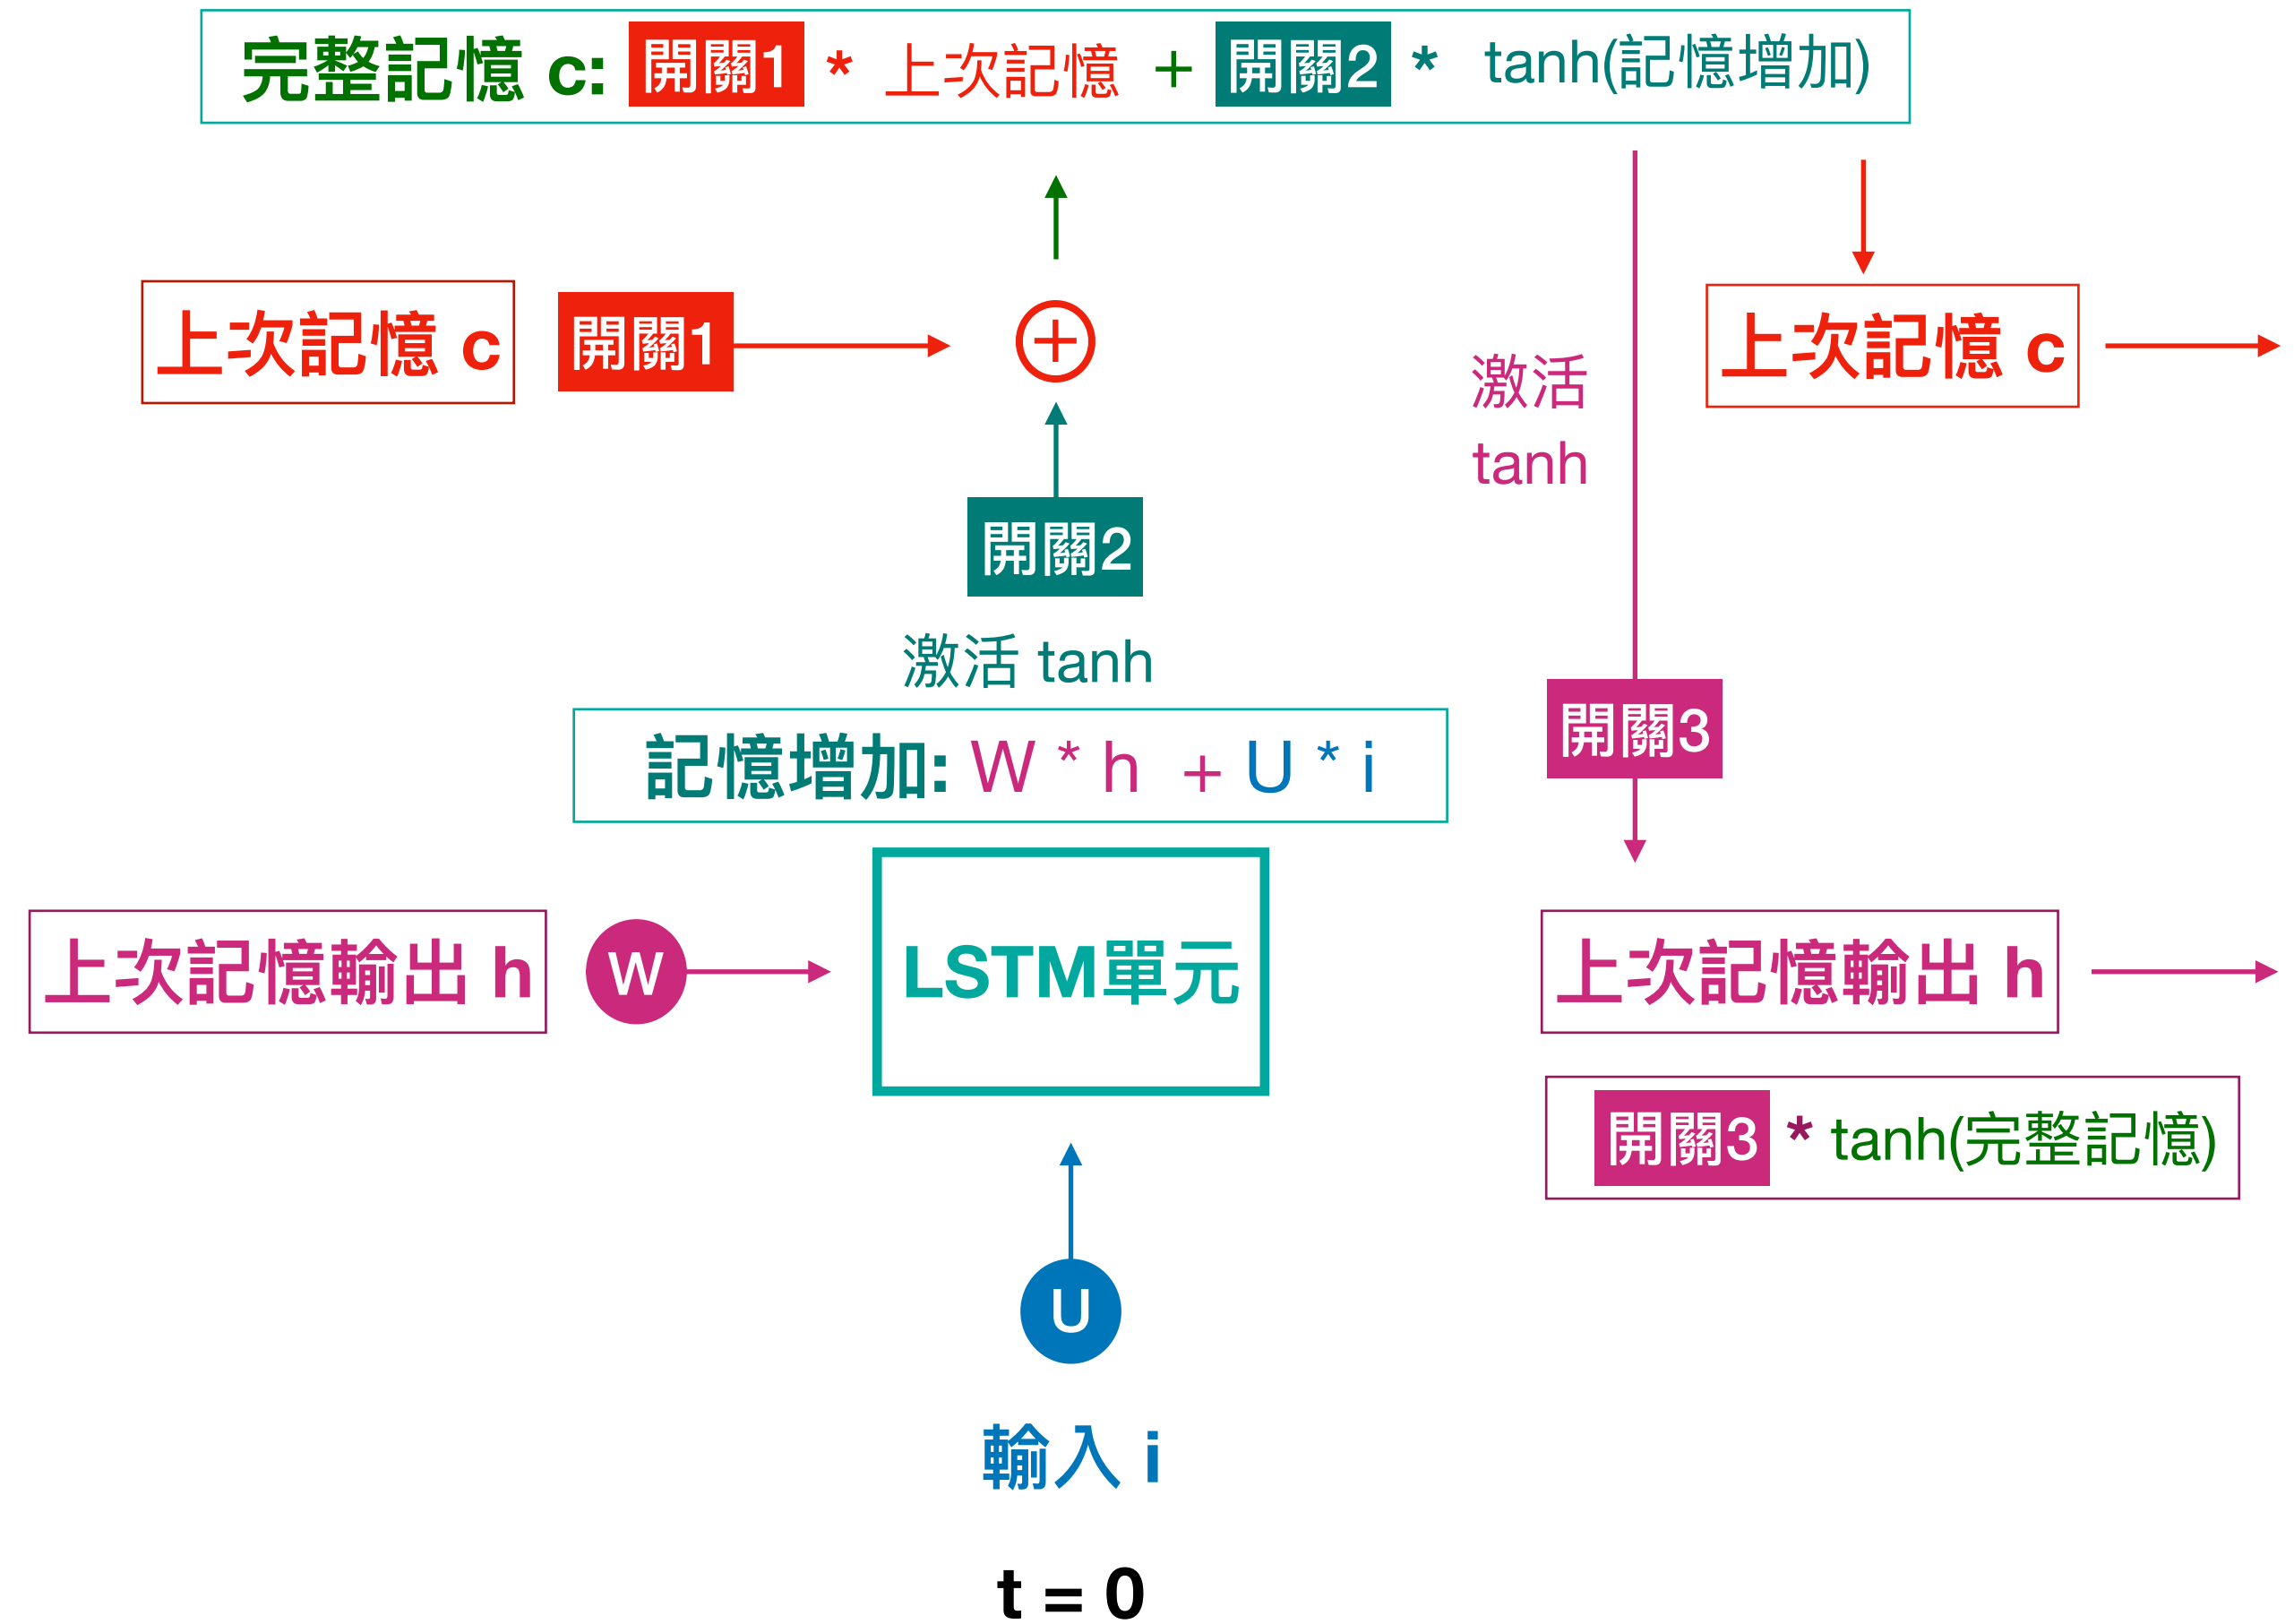 完整記憶 c: 開關1 * 上次記憶 + 開關2 * tanh(記憶增加)
上次記憶 c
開關1
上次記憶 c
激活
tanh
開關2
激活 tanh
開關3
記憶增加: W * h + U * i
上次記憶輸出 h
W
LSTM單元
上次記憶輸出 h
開關3 * tanh(完整記憶)
U
輸入 i
t = 0